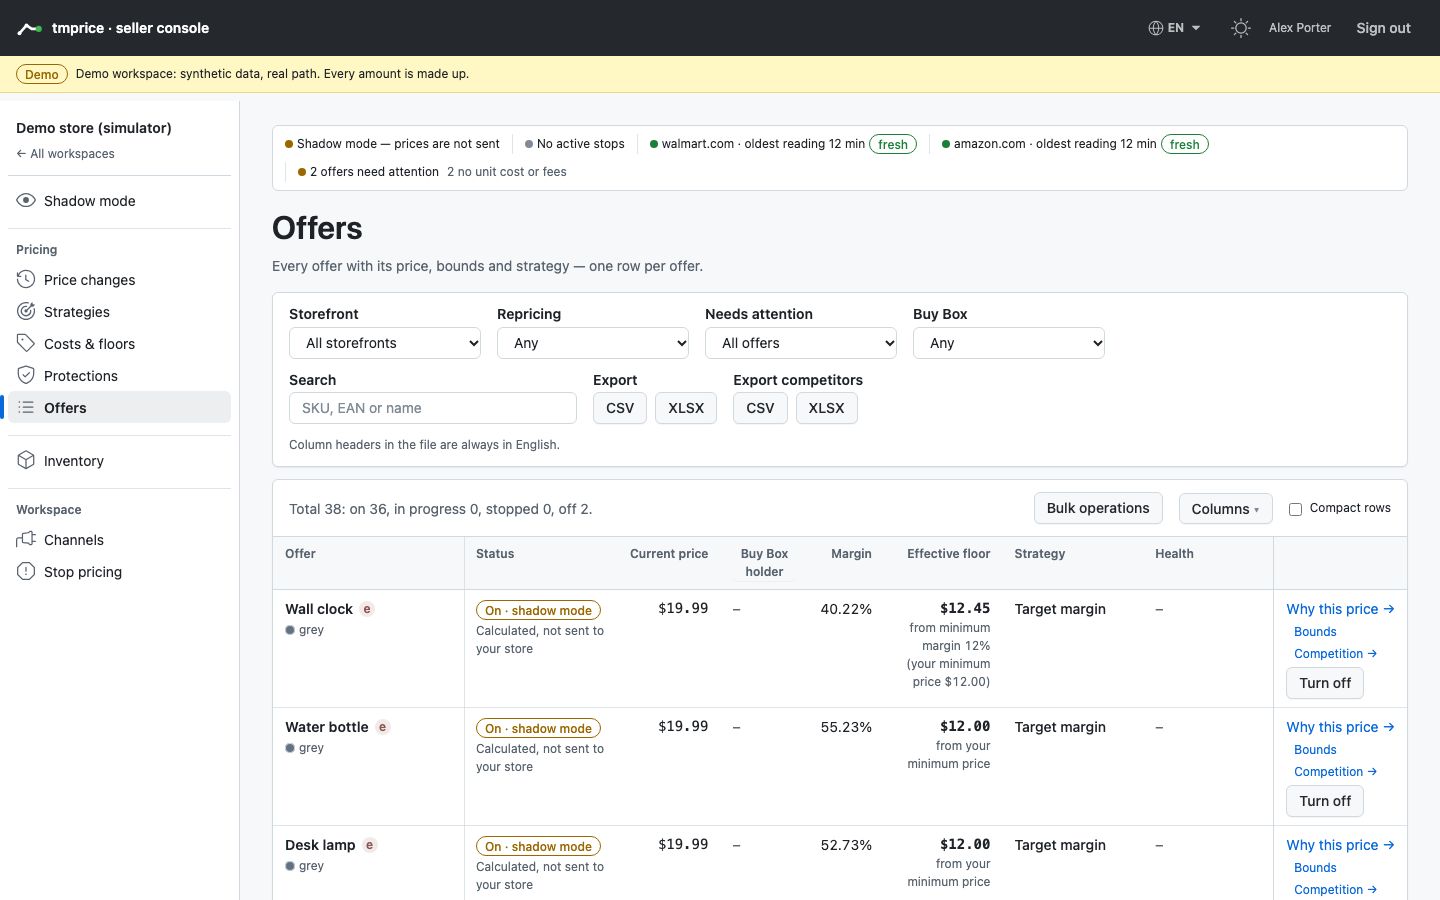 tmprice · seller console
EN
Alex Porter
Sign out
Demo
Demo workspace: synthetic data, real path. Every amount is made up.
Demo store (simulator)
← All workspaces
Shadow mode
Pricing
Price changes
Strategies
Costs & floors
Protections
Offers
Inventory
Workspace
Channels
Stop pricing
Shadow mode — prices are not sent
No active stops
walmart.com · oldest reading 12 min fresh
amazon.com · oldest reading 12 min fresh
2 offers need attention 2 no unit cost or fees
Offers
Every offer with its price, bounds and strategy — one row per offer.
Storefront Repricing Needs attention Buy Box
All storefronts Any All offers Any
Search Export Export competitors
SKU, EAN or name CSV XLSX CSV XLSX
Column headers in the file are always in English.
Total 38: on 36, in progress 0, stopped 0, off 2.
Bulk operations Columns ▾ Compact rows
Offer Status Current price Buy Box holder Margin Effective floor Strategy Health
Wall clock e
grey
On · shadow mode
Calculated, not sent to
your store
$19.99
–
40.22%
$12.45
from minimum
margin 12%
(your minimum
price $12.00)
Target margin
–
Why this price →
Bounds
Competition →
Turn off
Water bottle e
grey
On · shadow mode
Calculated, not sent to
your store
$19.99
–
55.23%
$12.00
from your
minimum price
Target margin
–
Why this price →
Bounds
Competition →
Turn off
Desk lamp e
grey
On · shadow mode
Calculated, not sent to
your store
$19.99
–
52.73%
$12.00
from your
minimum price
Target margin
–
Why this price →
Bounds
Competition →